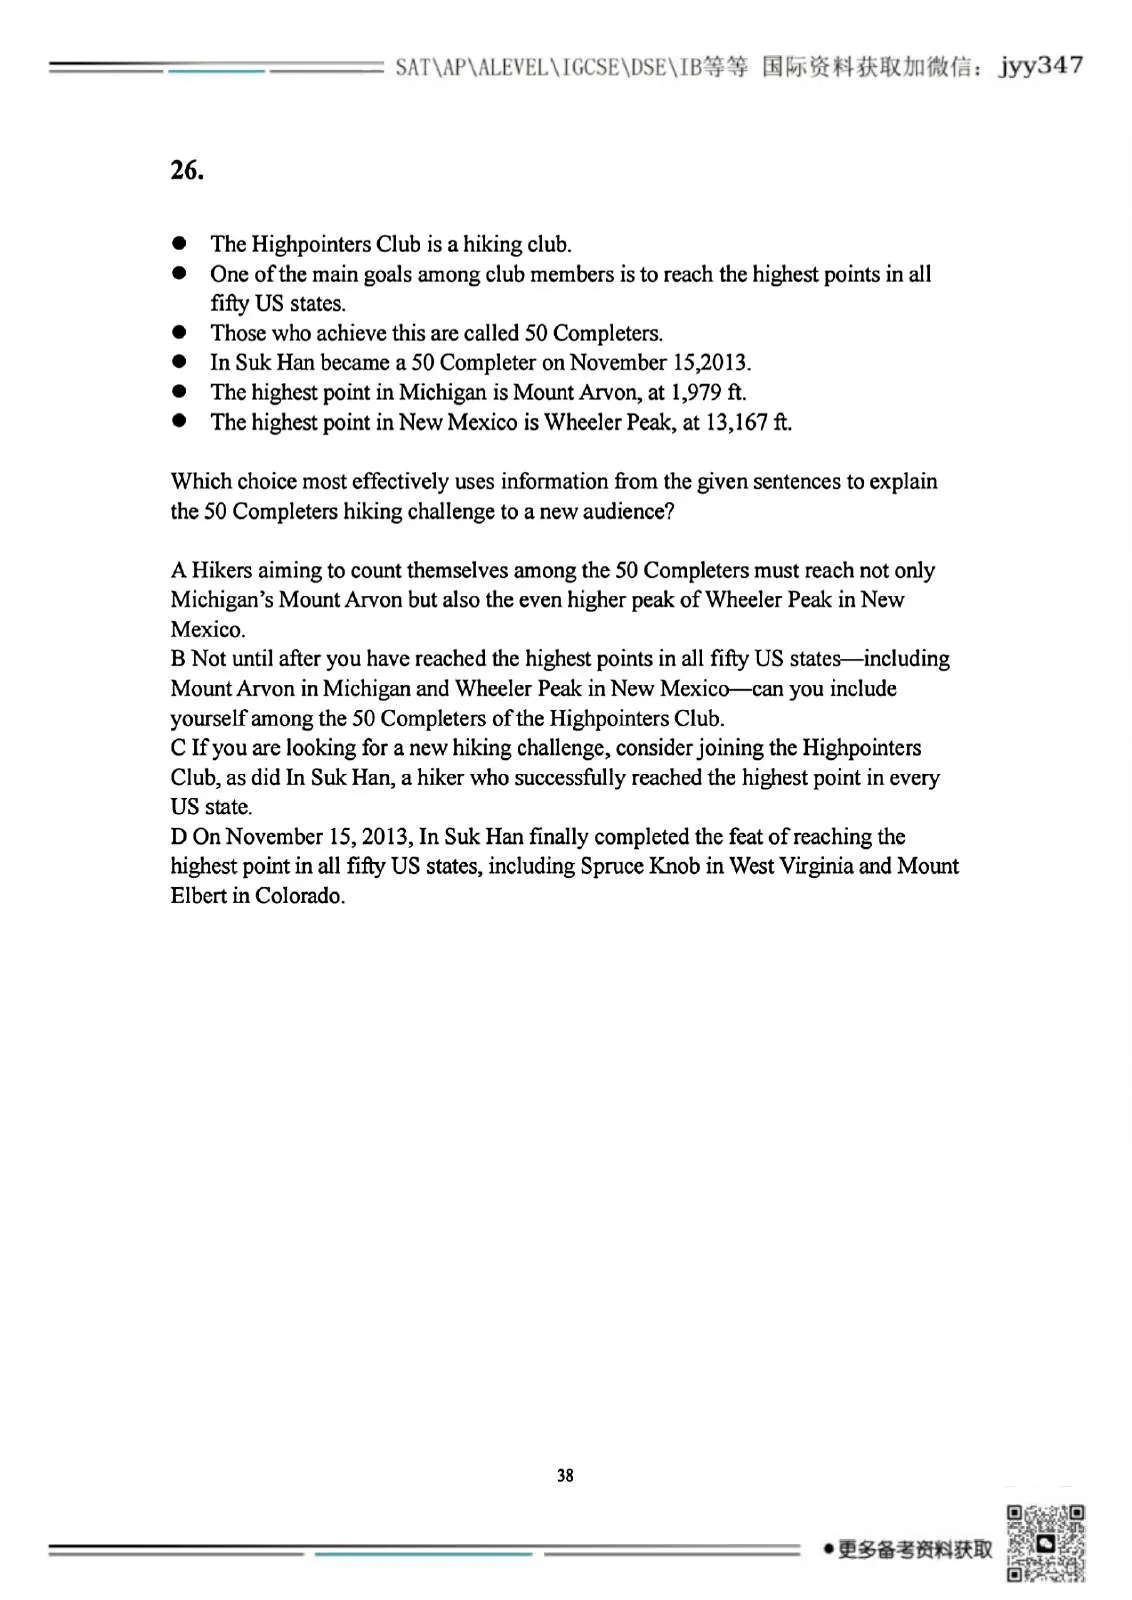 SAT\AP\ALEVEL\IGCSE\DSE\IB等等 国际资料获取加微信：jyy347
26.
● The Highpointers Club is a hiking club.
● One of the main goals among club members is to reach the highest points in all
fifty US states.
● Those who achieve this are called 50 Completers.
● In Suk Han became a 50 Completer on November 15,2013.
● The highest point in Michigan is Mount Arvon, at 1,979 ft.
● The highest point in New Mexico is Wheeler Peak, at 13,167 ft.
Which choice most effectively uses information from the given sentences to explain
the 50 Completers hiking challenge to a new audience?
A Hikers aiming to count themselves among the 50 Completers must reach not only
Michigan’s Mount Arvon but also the even higher peak of Wheeler Peak in New
Mexico.
B Not until after you have reached the highest points in all fifty US states—including
Mount Arvon in Michigan and Wheeler Peak in New Mexico—can you include
yourself among the 50 Completers of the Highpointers Club.
C If you are looking for a new hiking challenge, consider joining the Highpointers
Club, as did In Suk Han, a hiker who successfully reached the highest point in every
US state.
D On November 15, 2013, In Suk Han finally completed the feat of reaching the
highest point in all fifty US states, including Spruce Knob in West Virginia and Mount
Elbert in Colorado.
38
●更多备考资料获取